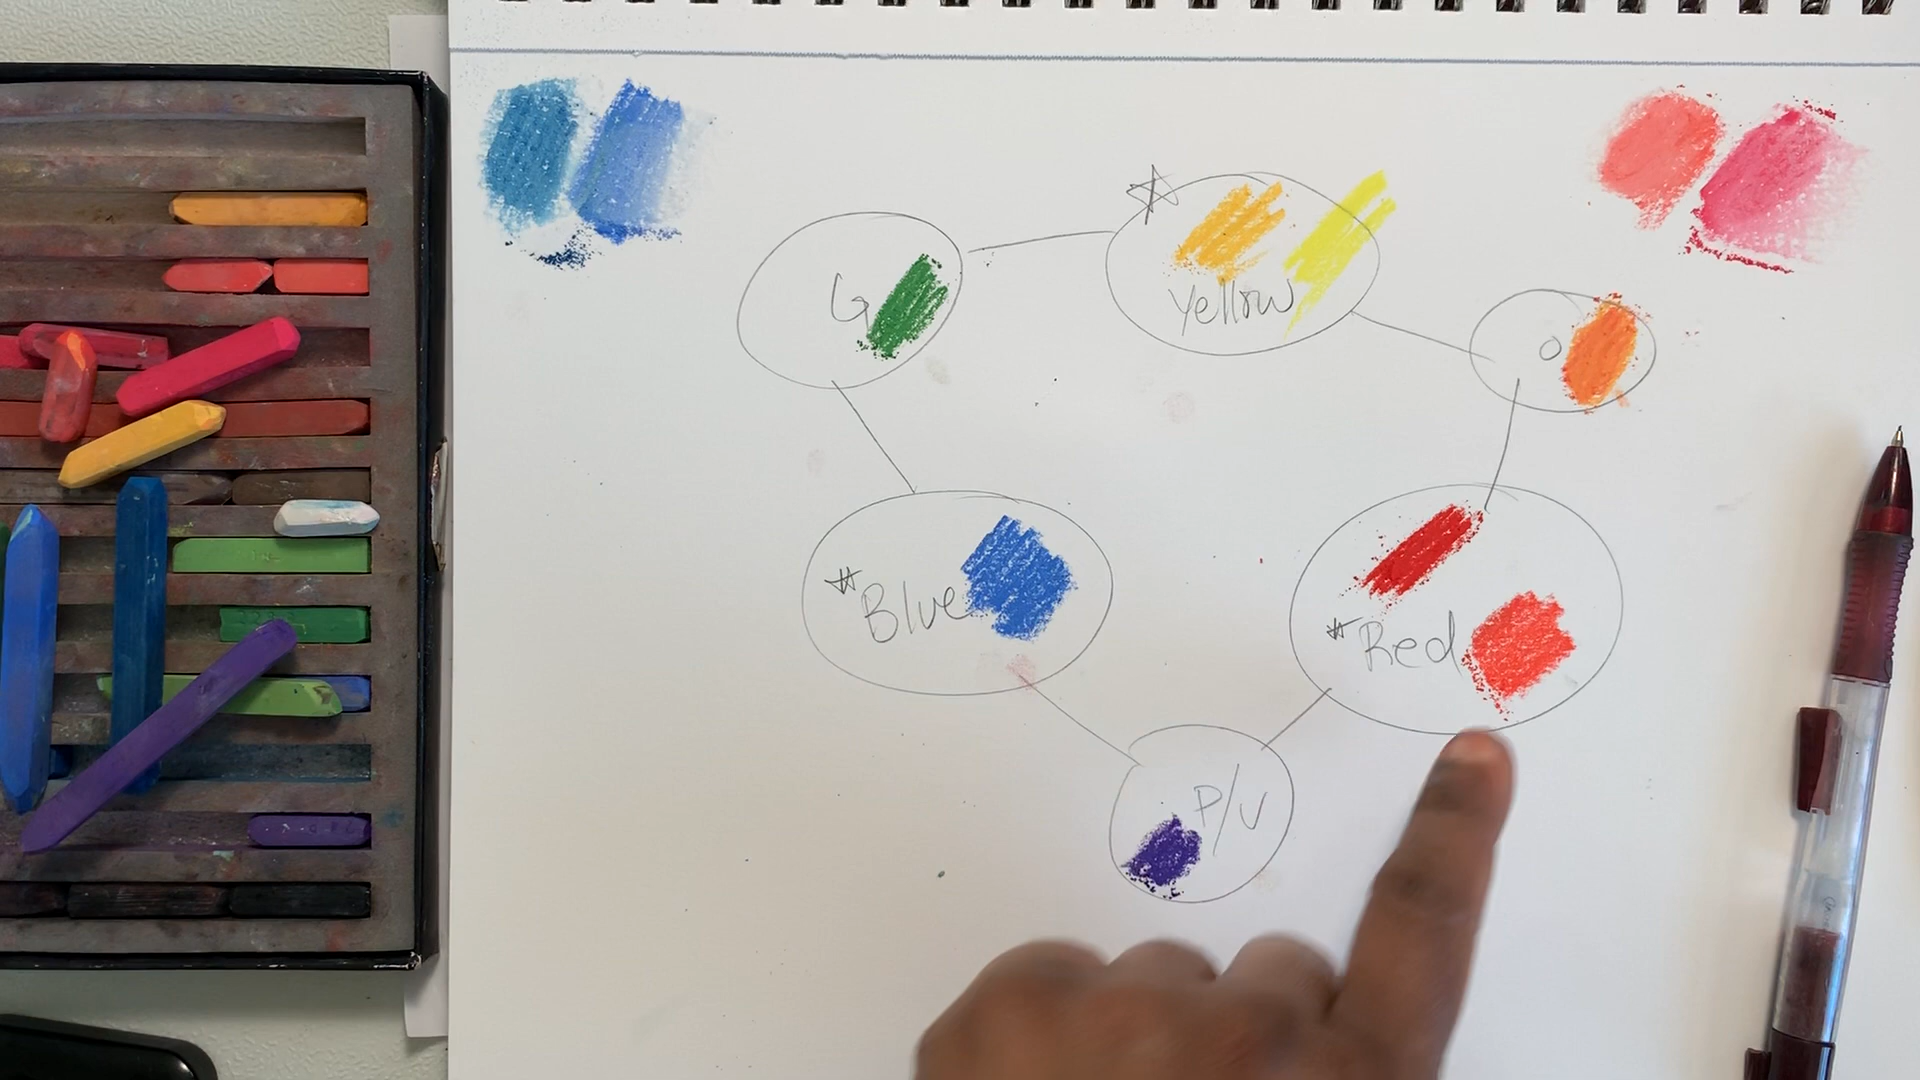 Yellow
G
O
*Blue
*Red
P/V